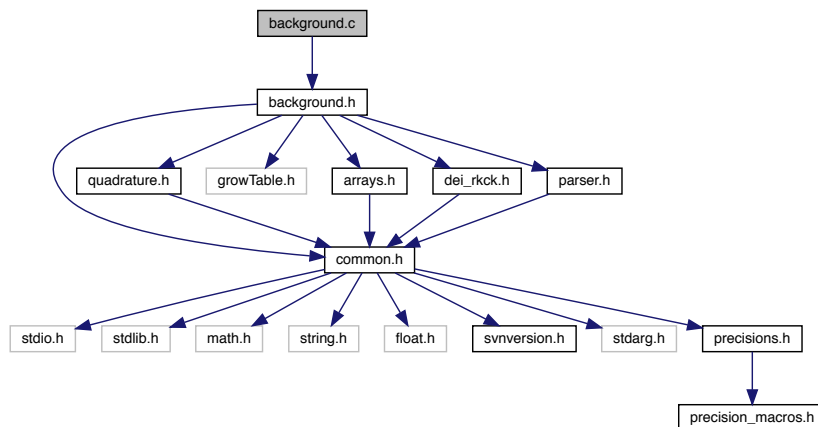 background.c
background.h
quadrature.h
growTable.h
arrays.h
dei_rkck.h
parser.h
common.h
stdio.h
stdlib.h
math.h
string.h
float.h
svnversion.h
stdarg.h
precisions.h
precision_macros.h